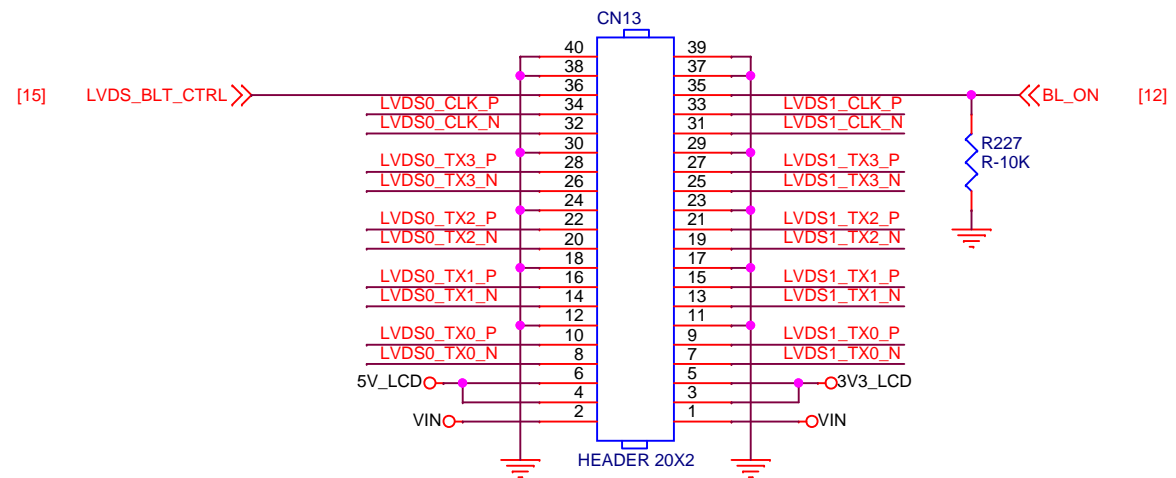 CN13
40 39
38 37
[15] LVDS_BLT_CTRL 36 35 BL_ON [12]
LVDS0_CLK_P 34 33 LVDS1_CLK_P
LVDS0_CLK_N 32 31 LVDS1_CLK_N
30 29 R227
LVDS0_TX3_P 28 27 LVDS1_TX3_P R-10K
LVDS0_TX3_N 26 25 LVDS1_TX3_N
24 23
LVDS0_TX2_P 22 21 LVDS1_TX2_P
LVDS0_TX2_N 20 19 LVDS1_TX2_N
18 17
LVDS0_TX1_P 16 15 LVDS1_TX1_P
LVDS0_TX1_N 14 13 LVDS1_TX1_N
12 11
LVDS0_TX0_P 10 9 LVDS1_TX0_P
LVDS0_TX0_N 8 7 LVDS1_TX0_N
5V_LCD 6 5 3V3_LCD
4 3
VIN 2 1 VIN
HEADER 20X2